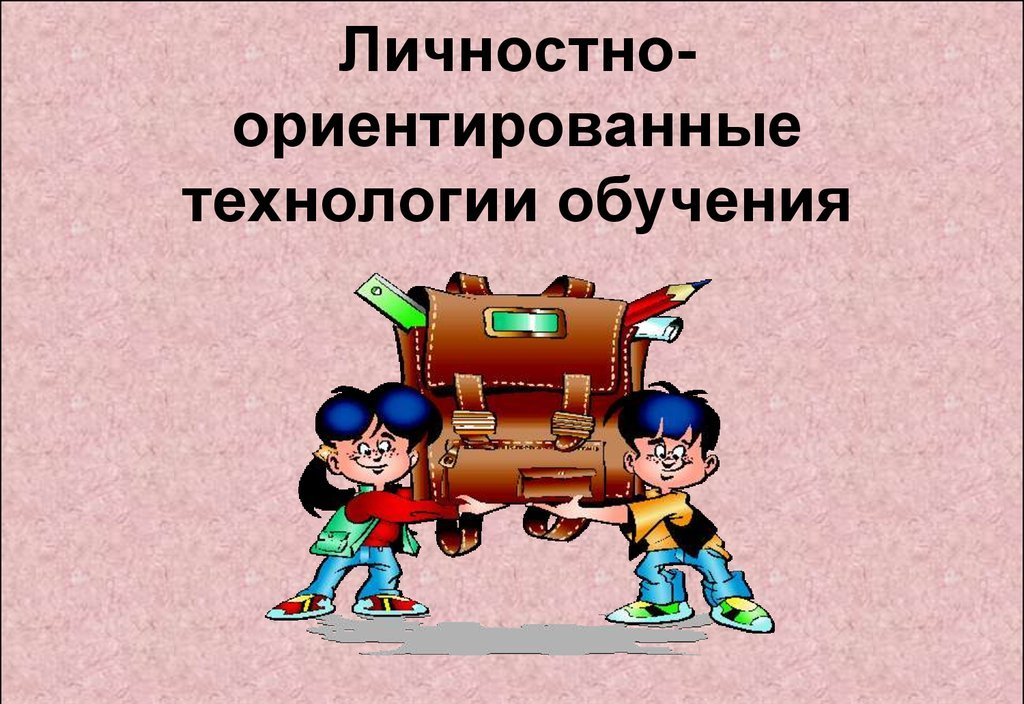 Личностно-
ориентированные
технологии обучения